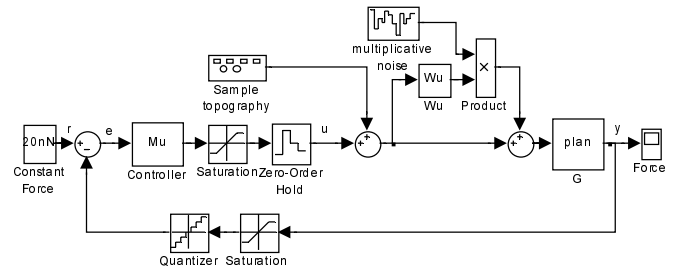 multiplicative
noise
Sample
topography
Wu
Wu
×
Product
r
e
u
y
20nN
Mu
plan
Constant
Force
Controller
Saturation
Zero-Order
Hold
G
Force
Quantizer
Saturation